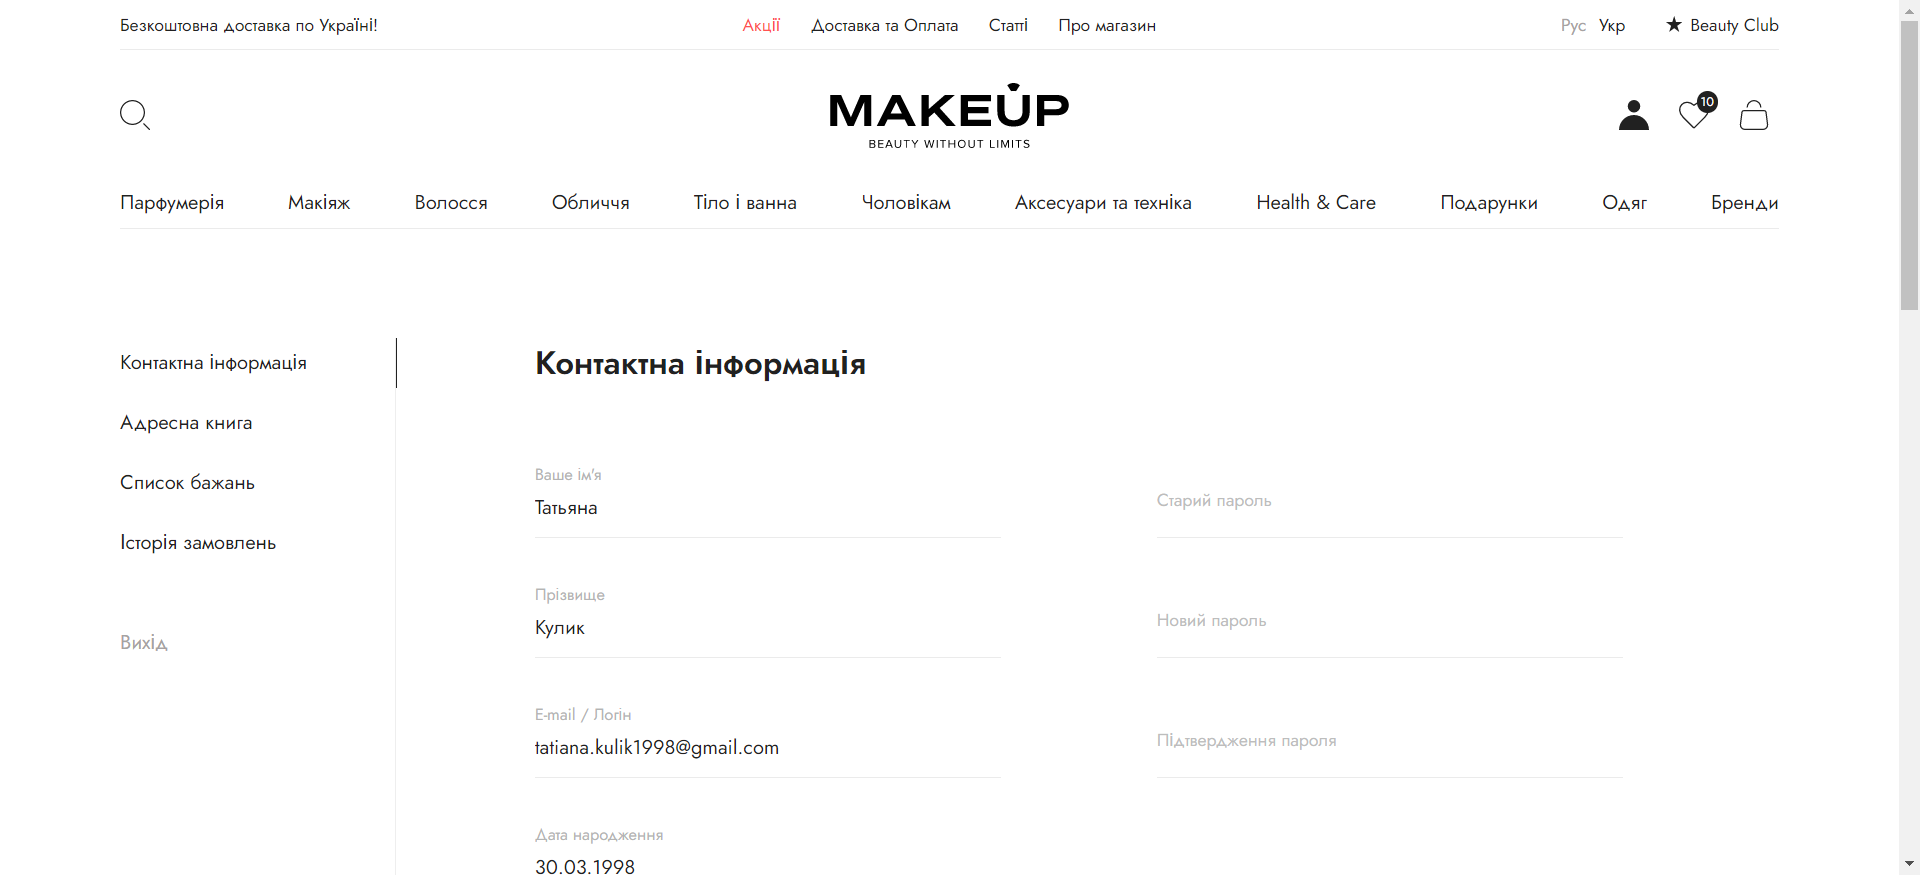 Безкоштовна доставка по Україні!
Акції Доставка та Оплата Статті Про магазин
Рус Укр ★ Beauty Club
MAKEUP
BEAUTY WITHOUT LIMITS
10
Парфумерія Макіяж Волосся Обличчя Тіло і ванна Чоловікам Аксесуари та техніка Health & Care Подарунки Одяг Бренди
Контактна інформація
Адресна книга
Список бажань
Історія замовлень
Вихід
Контактна інформація
Ваше ім'я
Татьяна
Прізвище
Кулик
E-mail / Логін
tatiana.kulik1998@gmail.com
Дата народження
30.03.1998
Старий пароль
Новий пароль
Підтвердження пароля